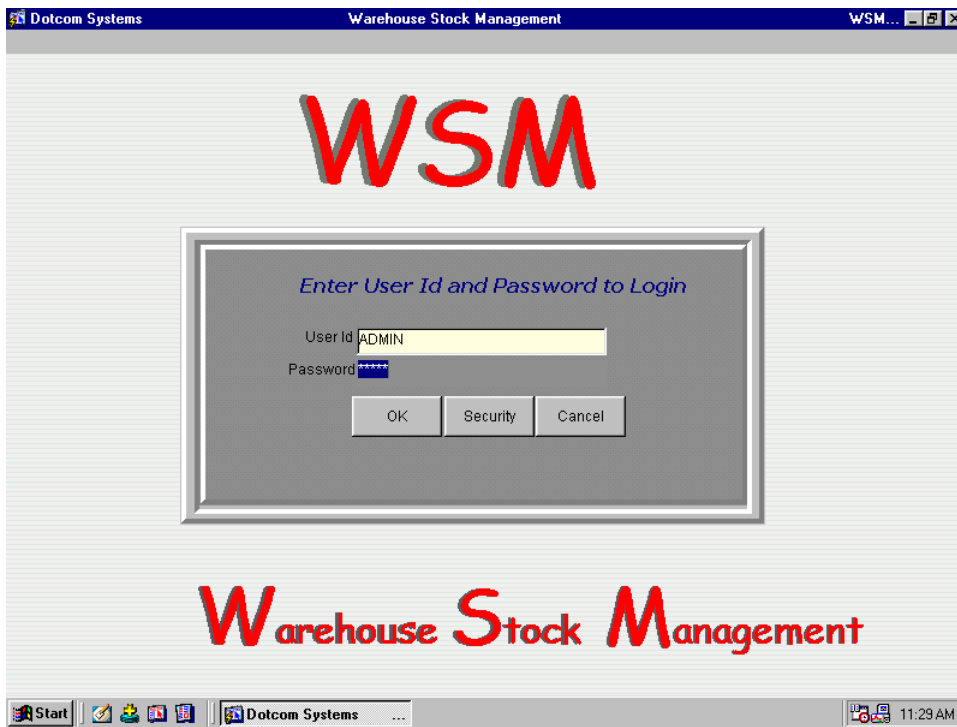 Dotcom Systems Warehouse Stock Management WSM...
WSM
Enter User Id and Password to Login
User Id ADMIN
Password *****
OK Security Cancel
Warehouse Stock Management
Start Dotcom Systems ... 11:29 AM